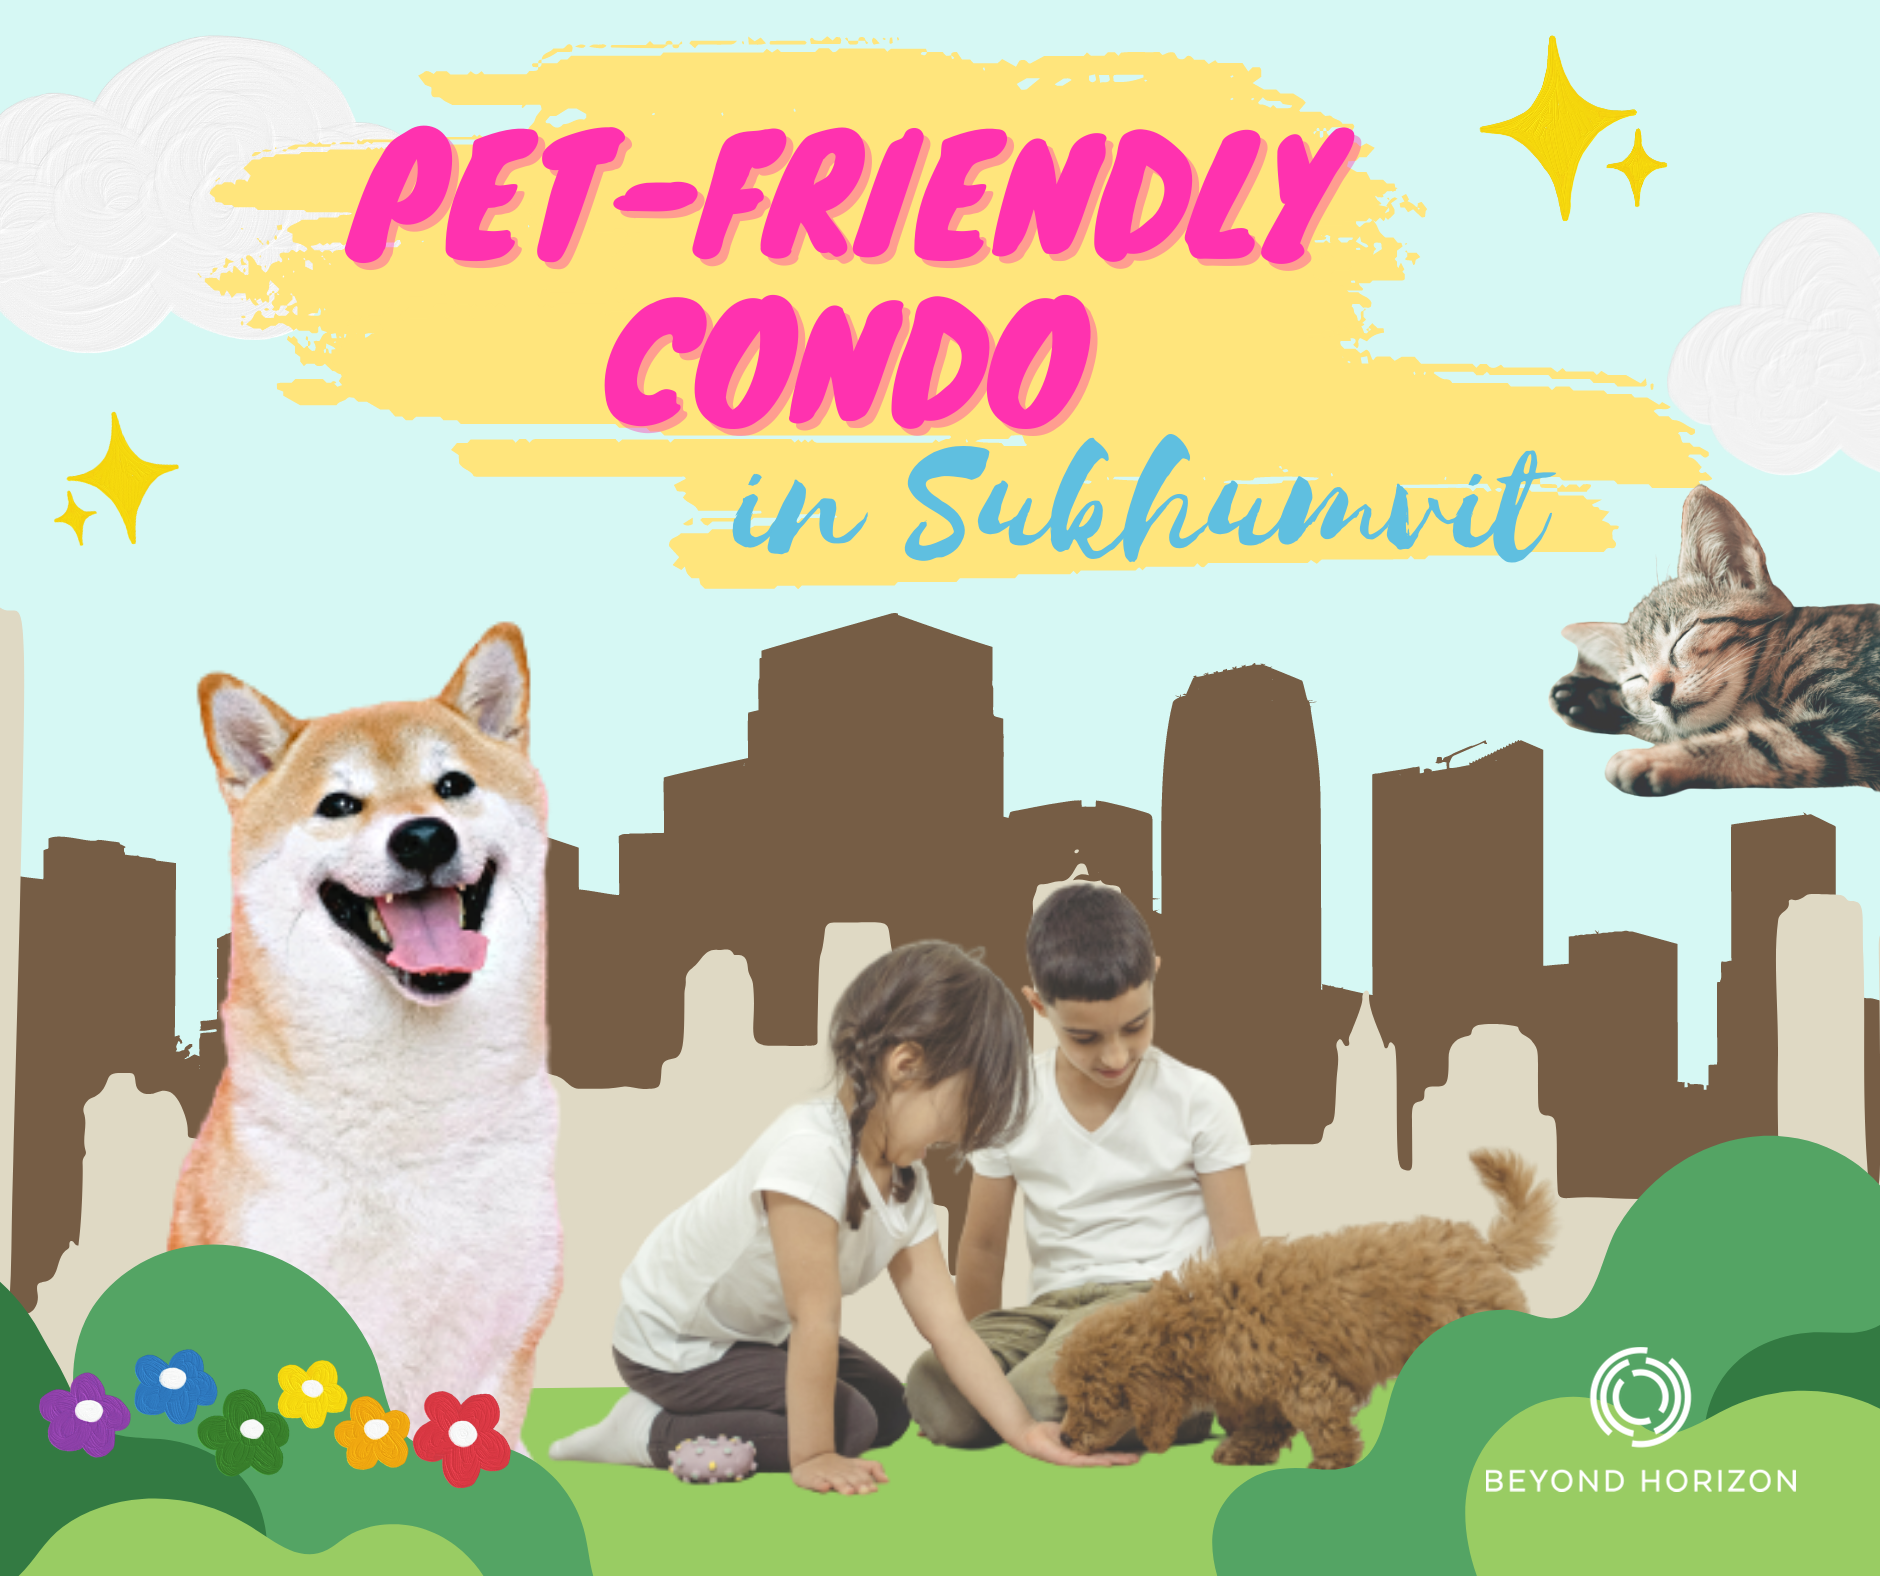 PET-FRIENDLY
CONDO
in Sukhumvit
BEYOND HORIZON